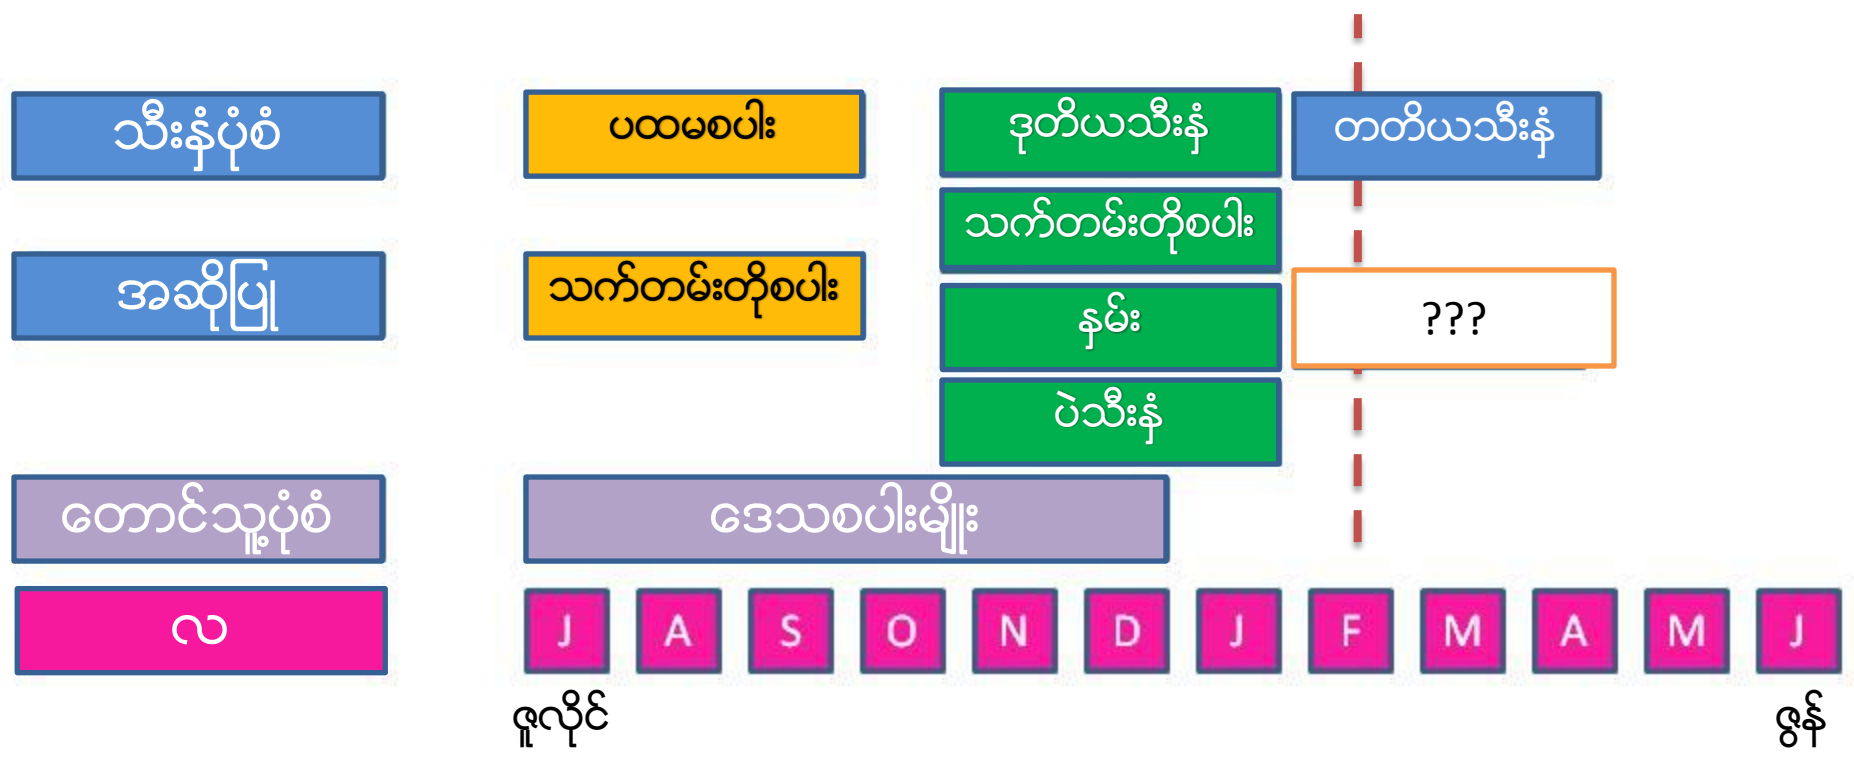 သီးနှံပုံစံ
ပထမစပါး
ဒုတိယသီးနှံ
တတိယသီးနှံ
သက်တမ်းတိုစပါး
အဆိုပြု
သက်တမ်းတိုစပါး
နှမ်း
???
ပဲသီးနှံ
တောင်သူ့ပုံစံ
ဒေသစပါးမျိုး
လ
J A S O N D J F M A M J
ဇူလိုင်
ဇွန်